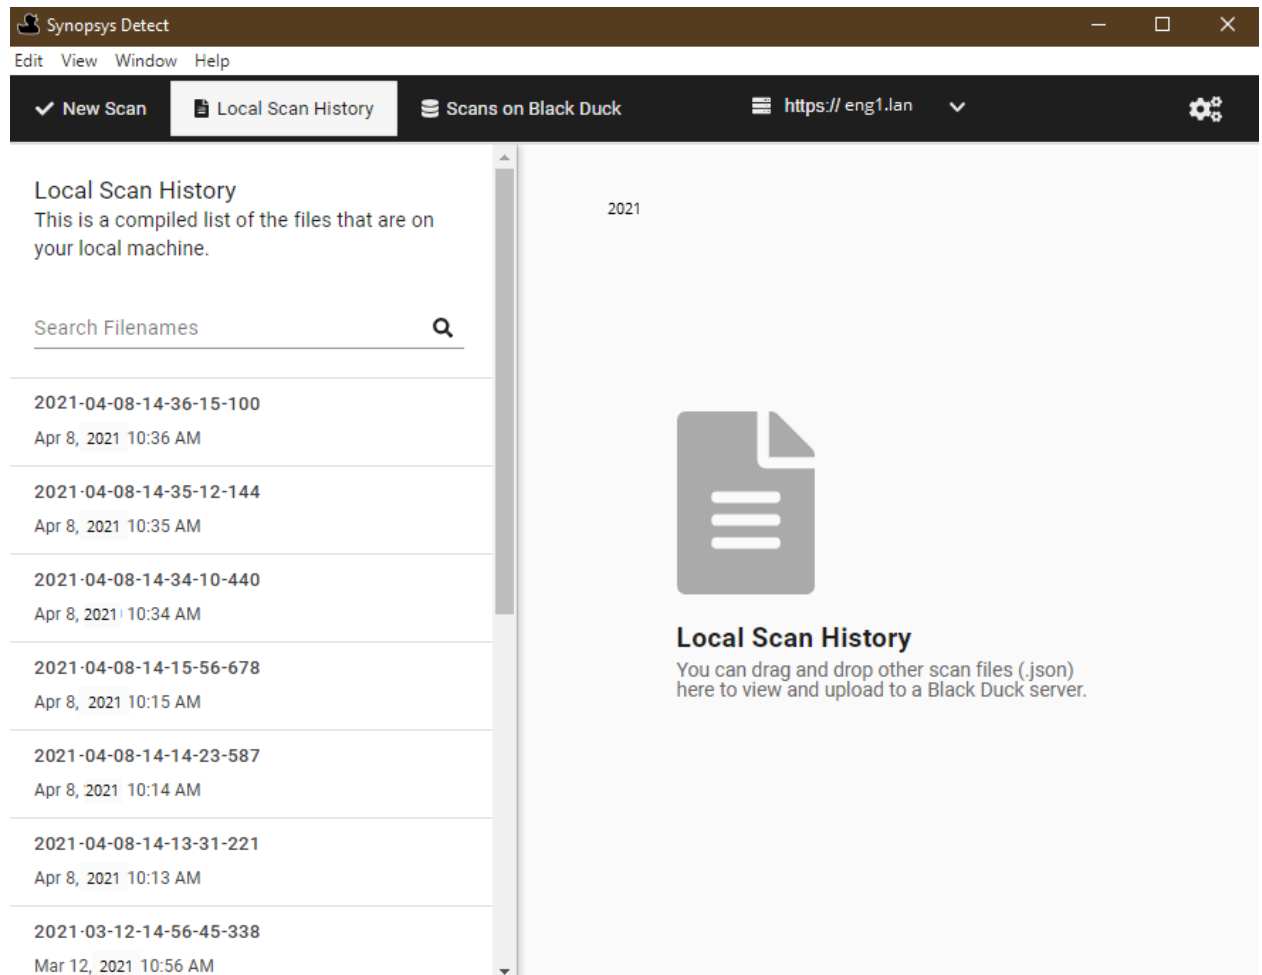 Synopsys Detect
Edit View Window Help
New Scan Local Scan History Scans on Black Duck https:// eng1.lan
Local Scan History
This is a compiled list of the files that are on
your local machine.
Search Filenames
2021-04-08-14-36-15-100
Apr 8, 2021 10:36 AM
2021-04-08-14-35-12-144
Apr 8, 2021 10:35 AM
2021-04-08-14-34-10-440
Apr 8, 2021 10:34 AM
2021-04-08-14-15-56-678
Apr 8, 2021 10:15 AM
2021-04-08-14-14-23-587
Apr 8, 2021 10:14 AM
2021-04-08-14-13-31-221
Apr 8, 2021 10:13 AM
2021-03-12-14-56-45-338
Mar 12, 2021 10:56 AM
2021
Local Scan History
You can drag and drop other scan files (.json)
here to view and upload to a Black Duck server.